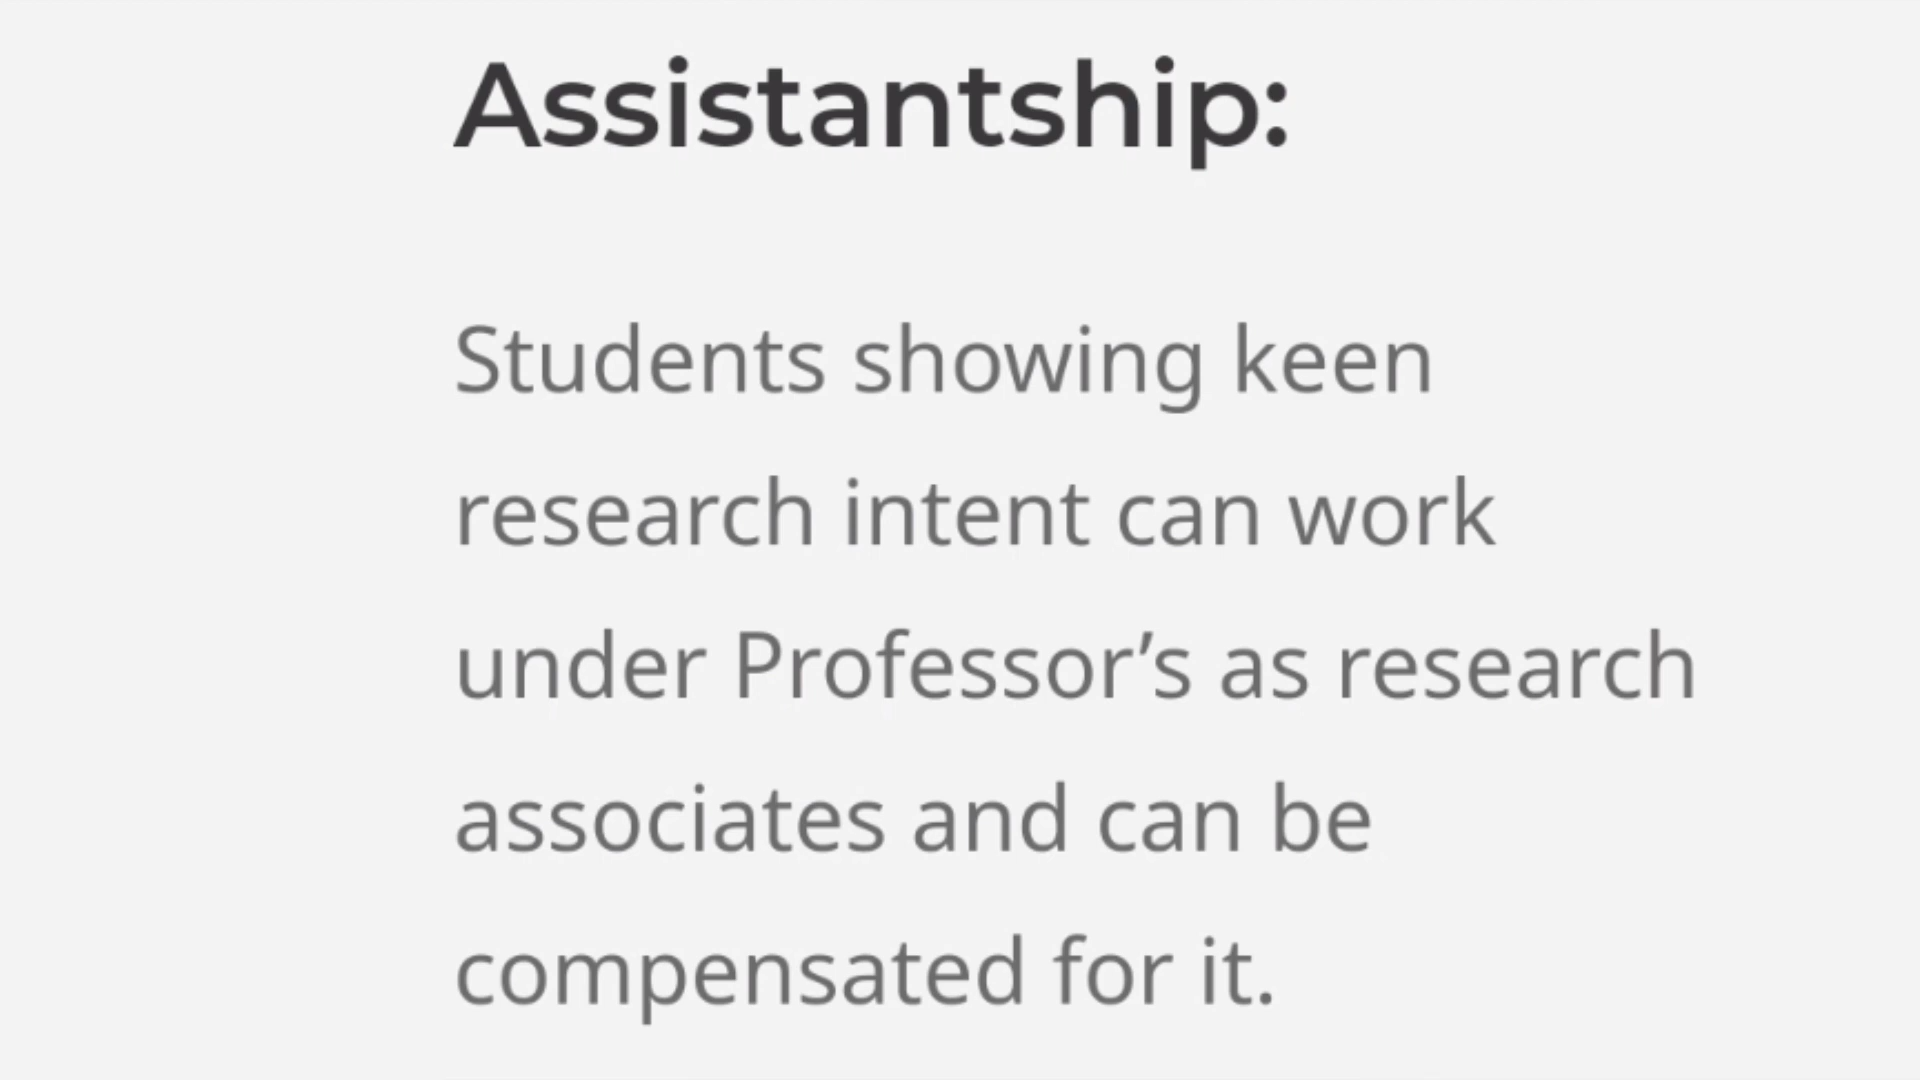 Assistantship:
Students showing keen
research intent can work
under Professor’s as research
associates and can be
compensated for it.